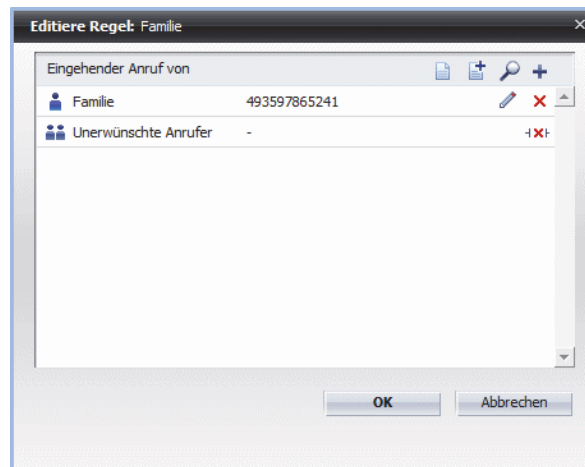 Editiere Regel: Familie
Eingehender Anruf von
Familie 493597865241
Unerwünschte Anrufer -
OK Abbrechen